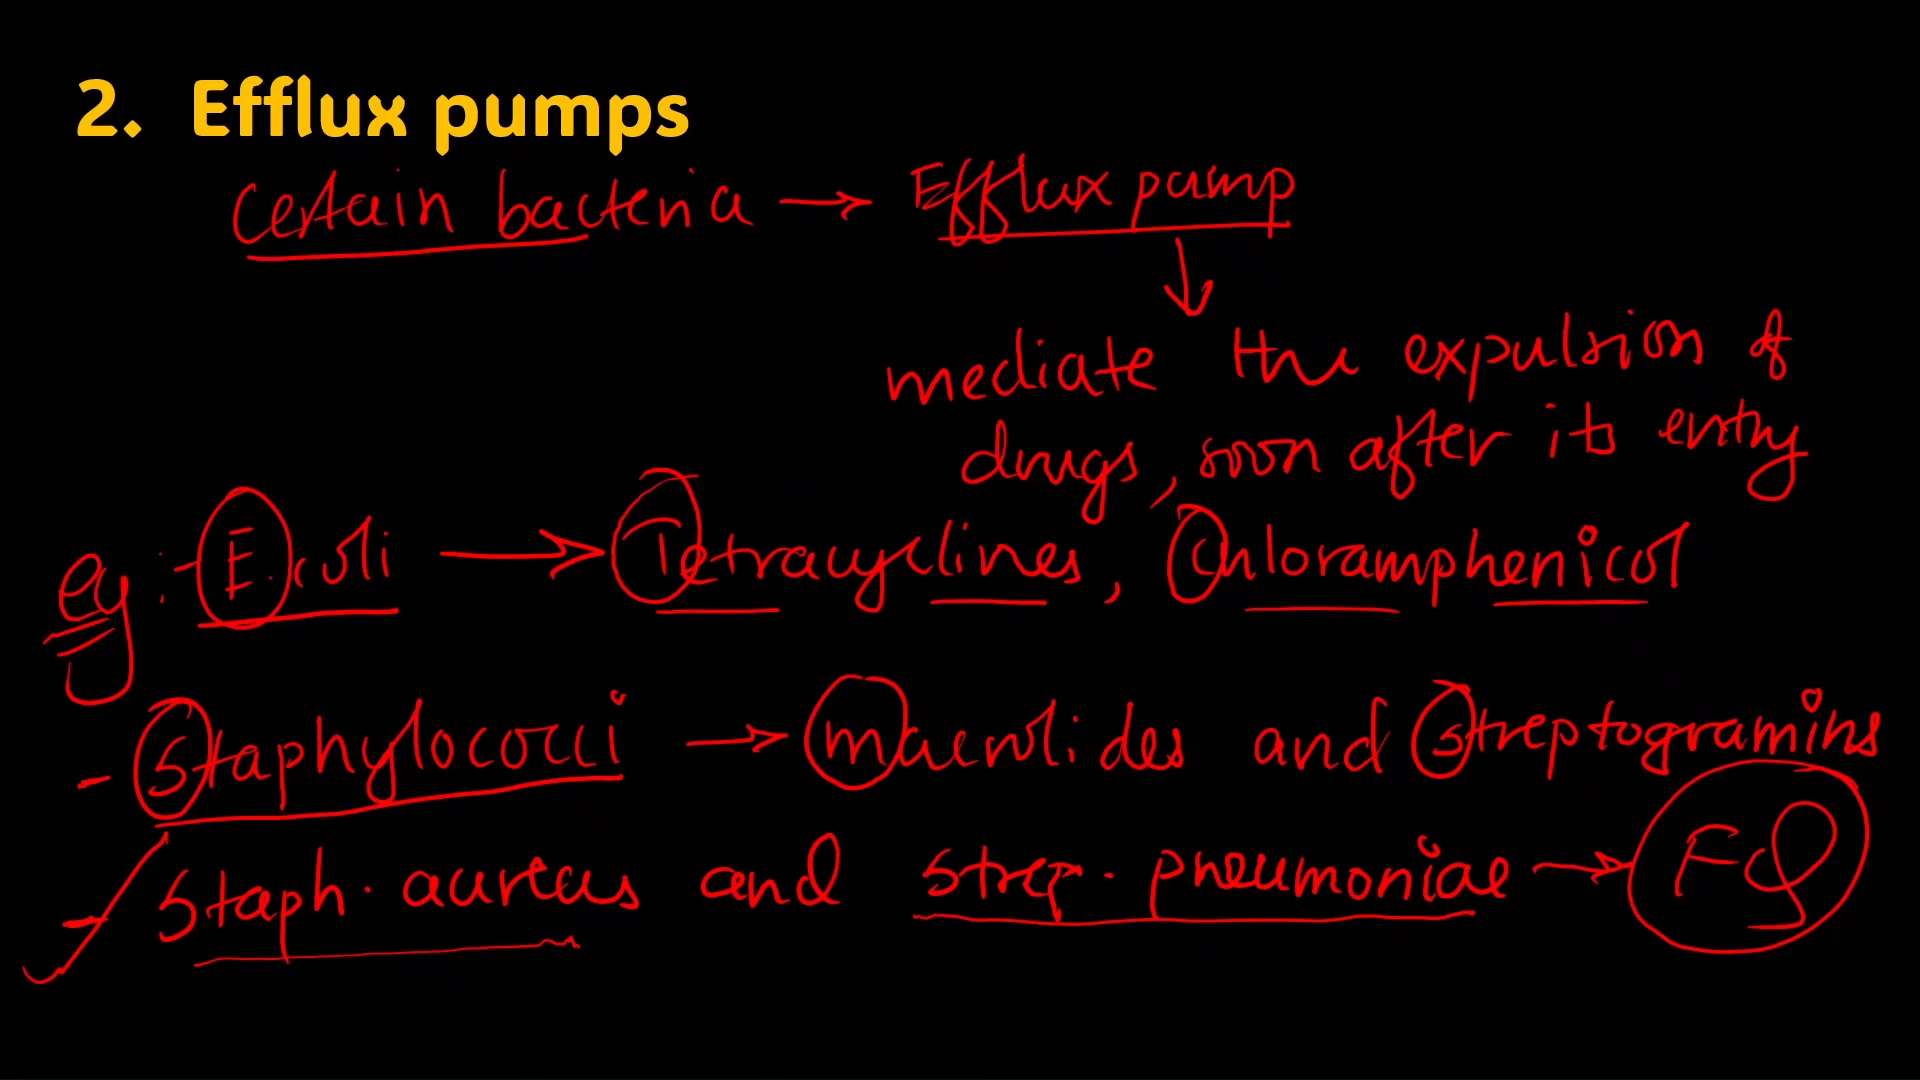 2. Efflux pumps
Certain bacteria → Efflux pump
↓
mediate the expulsion of
drugs, soon after its entry
eg:- E.coli → Tetracyclines, Chloramphenicol
- Staphylococci → macrolides and streptogramins
- Staph. aureus and strep. pneumoniae → FQ